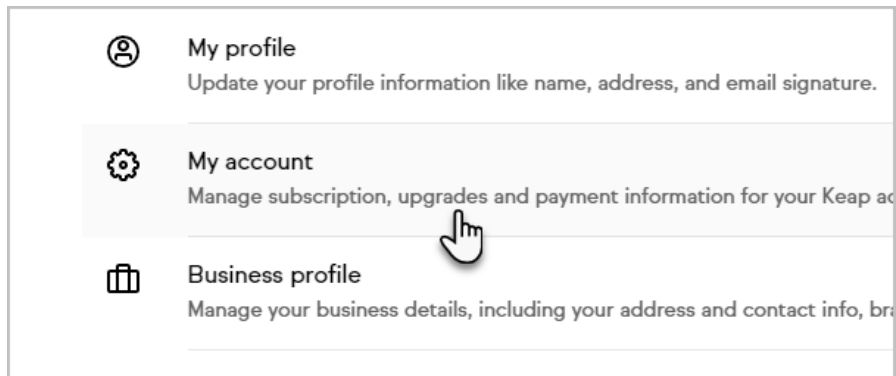 My profile
Update your profile information like name, address, and email signature.
My account
Manage subscription, upgrades and payment information for your Keap
Business profile
Manage your business details, including your address and contact info,